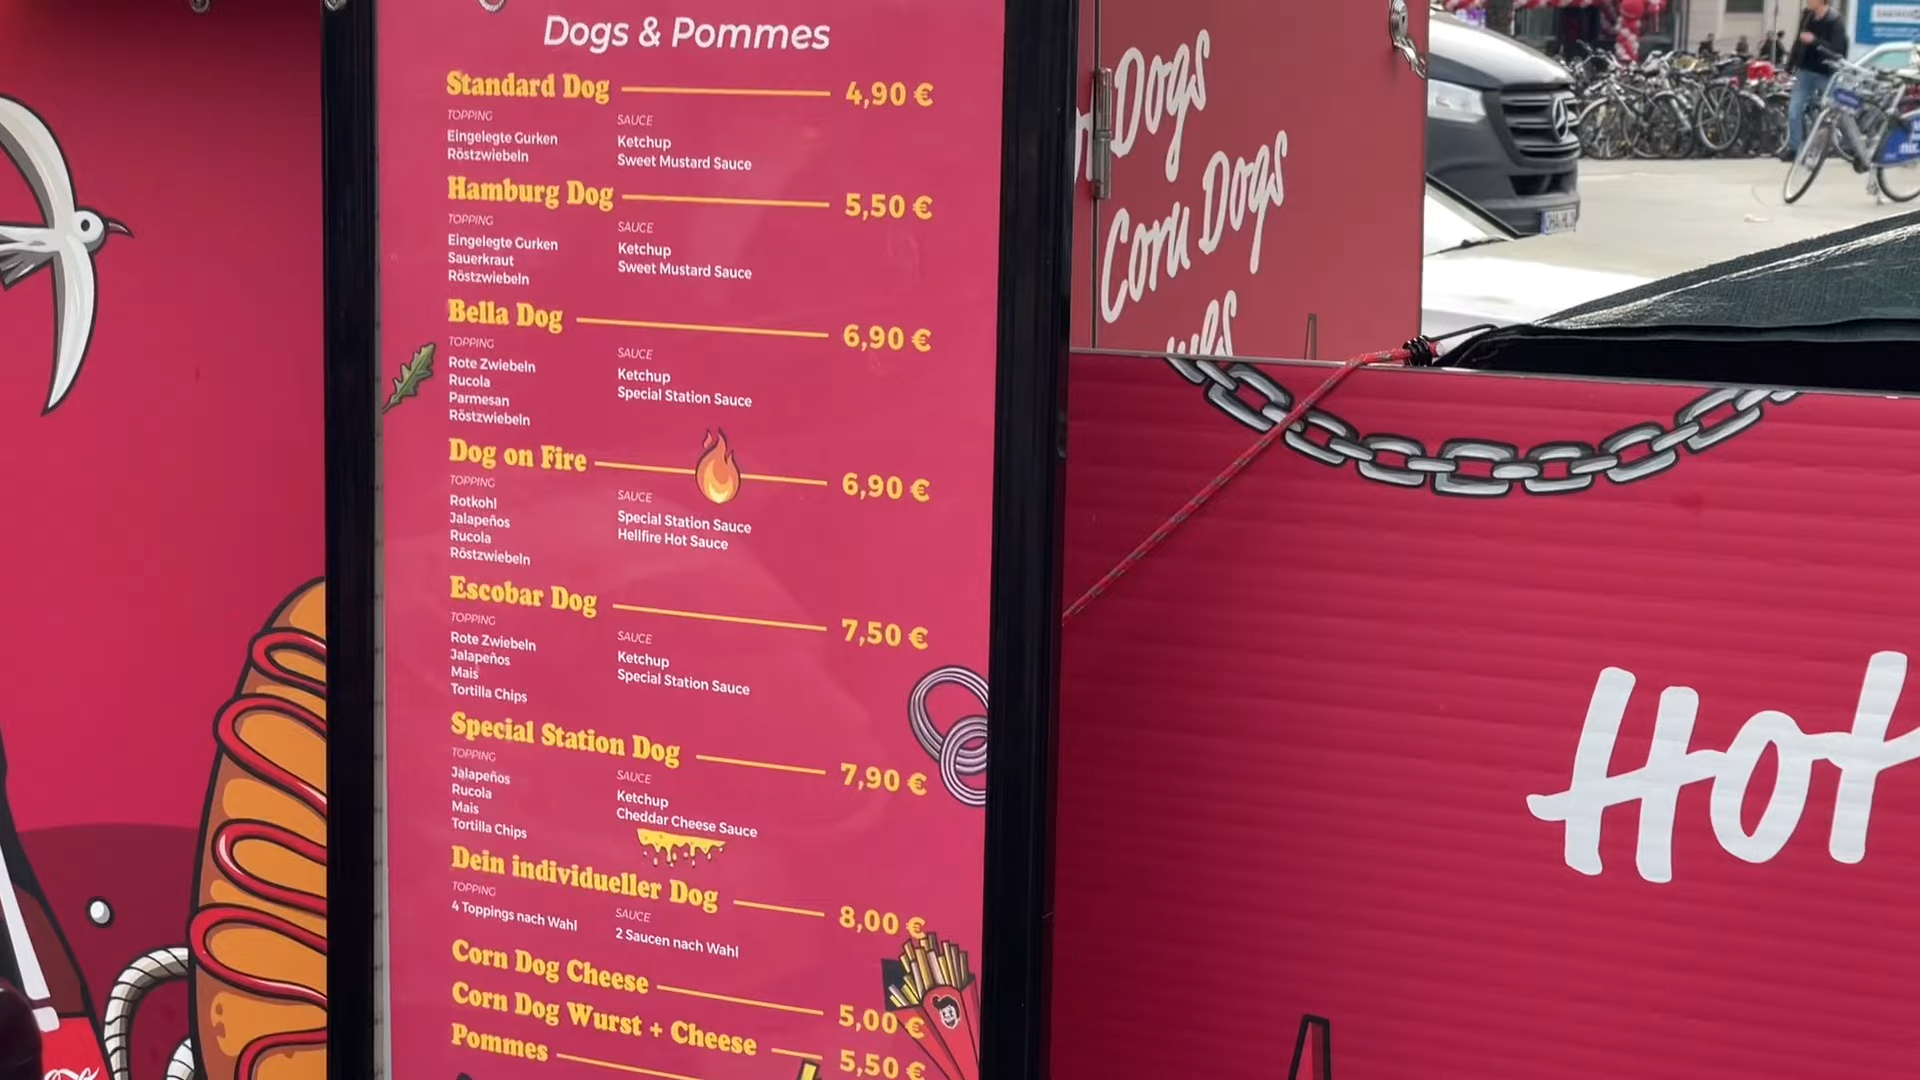 Dogs & Pommes
Standard Dog 4,90 €
TOPPING
Eingelegte Gurken
Röstzwiebeln
SAUCE
Ketchup
Sweet Mustard Sauce
Hamburg Dog 5,50 €
TOPPING
Eingelegte Gurken
Sauerkraut
Röstzwiebeln
SAUCE
Ketchup
Sweet Mustard Sauce
Bella Dog 6,90 €
TOPPING
Rote Zwiebeln
Rucola
Parmesan
Röstzwiebeln
SAUCE
Ketchup
Special Station Sauce
Dog on Fire 6,90 €
TOPPING
Rotkohl
Jalapeños
Rucola
Röstzwiebeln
SAUCE
Special Station Sauce
Hellfire Hot Sauce
Escobar Dog 7,50 €
TOPPING
Rote Zwiebeln
Jalapeños
Mais
Tortilla Chips
SAUCE
Ketchup
Special Station Sauce
Special Station Dog 7,90 €
TOPPING
Jalapeños
Rucola
Mais
Tortilla Chips
SAUCE
Ketchup
Cheddar Cheese Sauce
Dein individueller Dog 8,00 €
TOPPING
4 Toppings nach Wahl
SAUCE
2 Saucen nach Wahl
Corn Dog Cheese 5,00 €
Corn Dog Wurst + Cheese 5,50 €
Pommes
Dogs
Corn Dogs
Hot